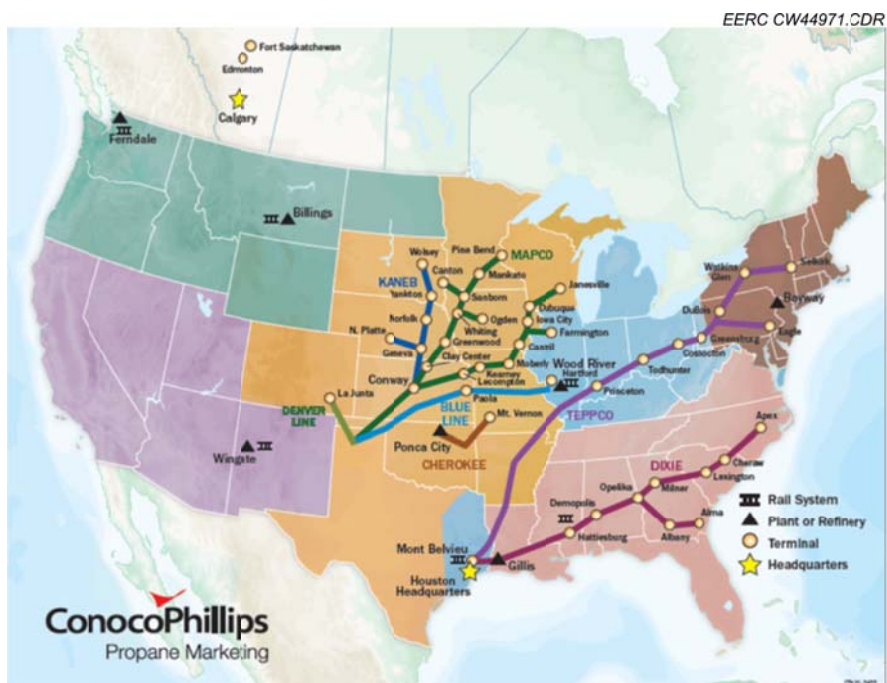 EERC CW44971.CDR
Fort Saskatchewan
Edmonton
Calgary
Ferndale
Billings
Wolsey
Pine Bend
MAPCO
Canton
Mankato
KANEB
Yankton
Sanborn
Janesville
Dubuque
Norfolk
Ogden
Iowa City
Whiting
N. Platte
Greenwood
Farmington
Geneva
Clay Center
Cantril
Moberly
Wood River
Conway
Kearney
Hartford
Lecompton
La Junta
Paola
BLUE
LINE
Mt. Vernon
DENVER
LINE
Ponca City
CHEROKEE
Wingate
TEPPCO
Princeton
Todhunter
Coshocton
Greensburg
DuBois
Watkins
Glen
Selkirk
Bayway
Eagle
Apex
DIXIE
Cheraw
Lexington
Milner
Opelika
Demopolis
Alma
Albany
Hattiesburg
Mont Belvieu
Gillis
Houston
Headquarters
Rail System
Plant or Refinery
Terminal
Headquarters
ConocoPhillips
Propane Marketing